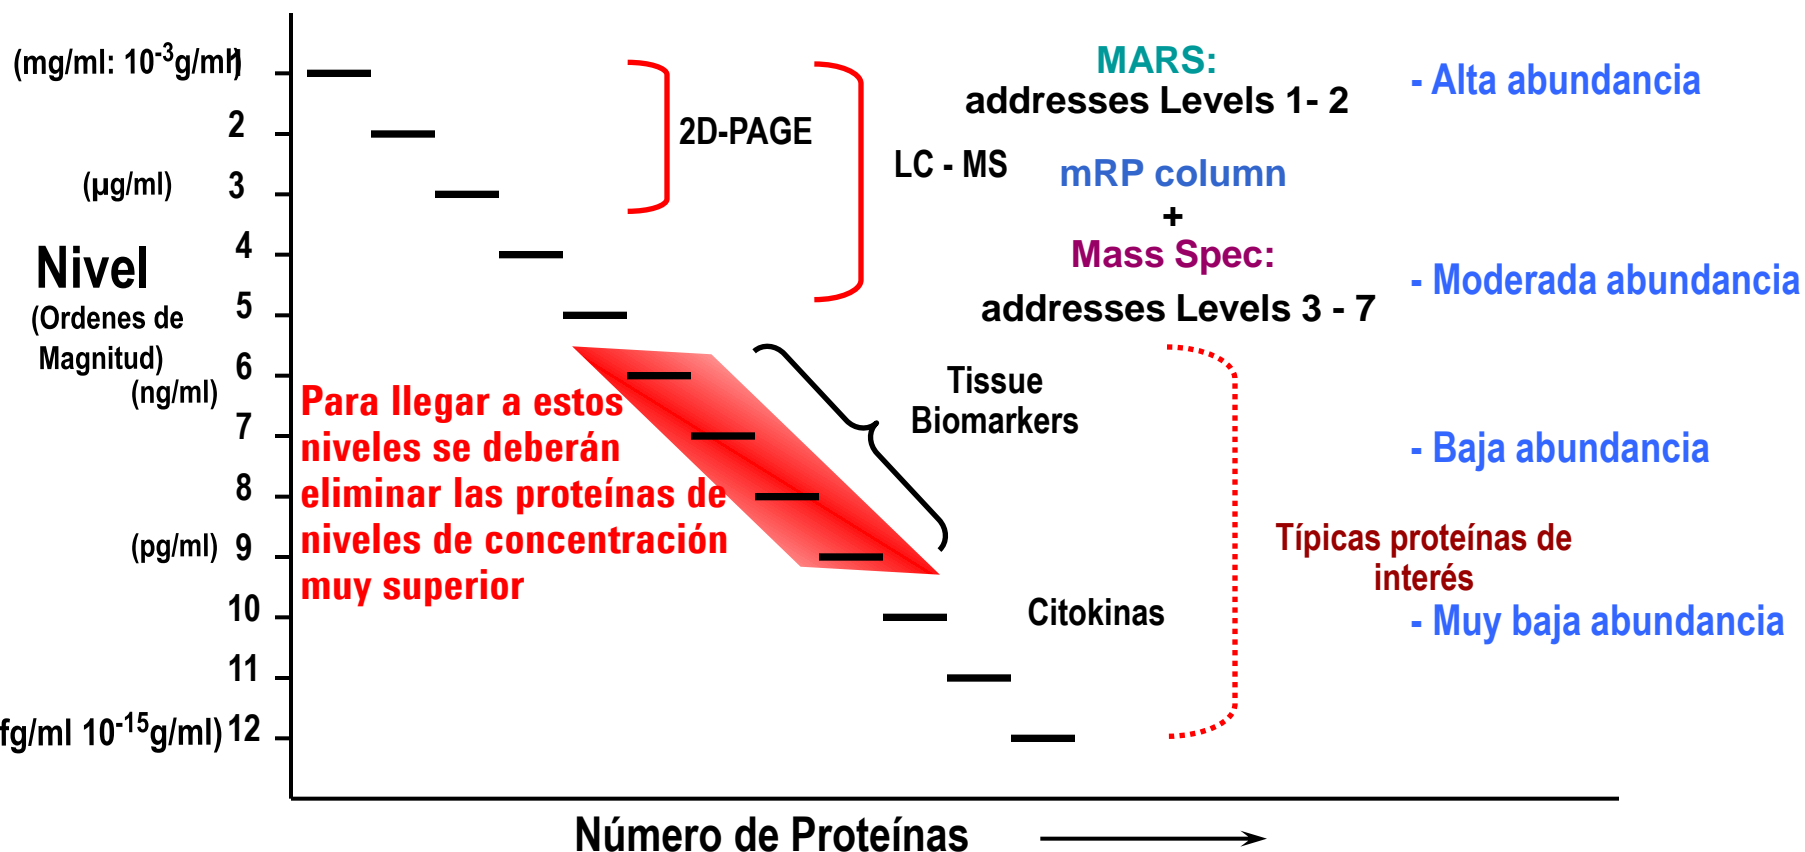 (mg/ml: 10-3g/ml)
1
2
(µg/ml)
3
4
Nivel
5
(Ordenes de
Magnitud)
6
(ng/ml)
7
8
(pg/ml)
9
10
11
fg/ml 10-15g/ml)
12
2D-PAGE
LC - MS
MARS:
addresses Levels 1- 2
mRP column
+
Mass Spec:
addresses Levels 3 - 7
- Alta abundancia
- Moderada abundancia
Para llegar a estos
niveles se deberán
eliminar las proteínas de
niveles de concentración
muy superior
Tissue
Biomarkers
- Baja abundancia
Típicas proteínas de
interés
Citokinas
- Muy baja abundancia
Número de Proteínas